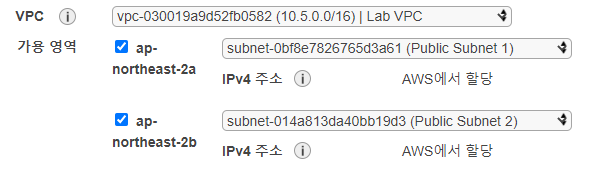 VPC i vpc-030019a9d52fb0582 (10.5.0.0/16) | Lab VPC
가용 영역 ap-northeast-2a subnet-0bf8e7826765d3a61 (Public Subnet 1)
IPv4 주소 i AWS에서 할당
ap-northeast-2b subnet-014a813da40bb19d3 (Public Subnet 2)
IPv4 주소 i AWS에서 할당